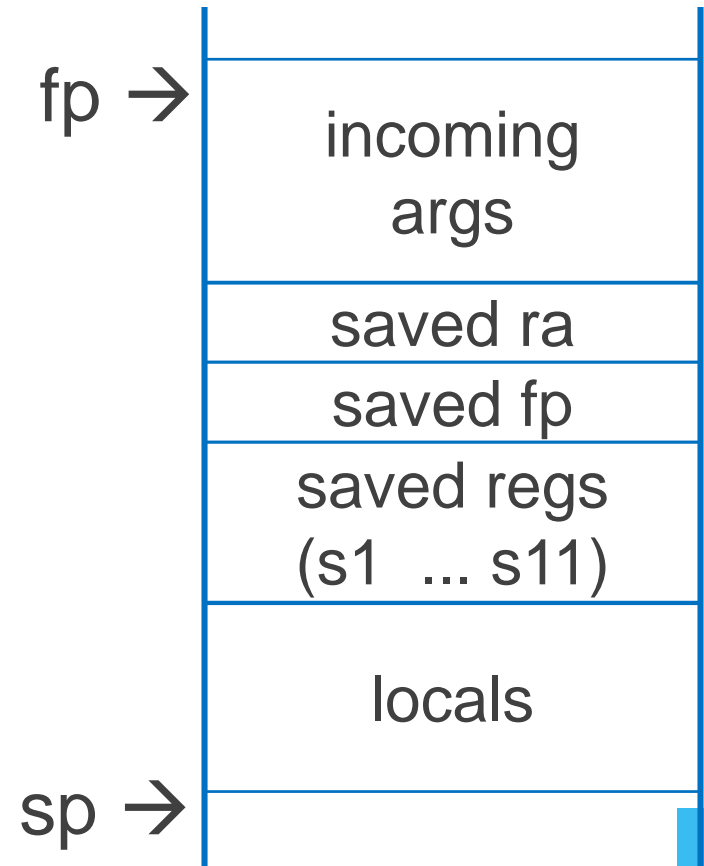 fp →
incoming
args
saved ra
saved fp
saved regs
(s1 ... s11)
locals
sp →